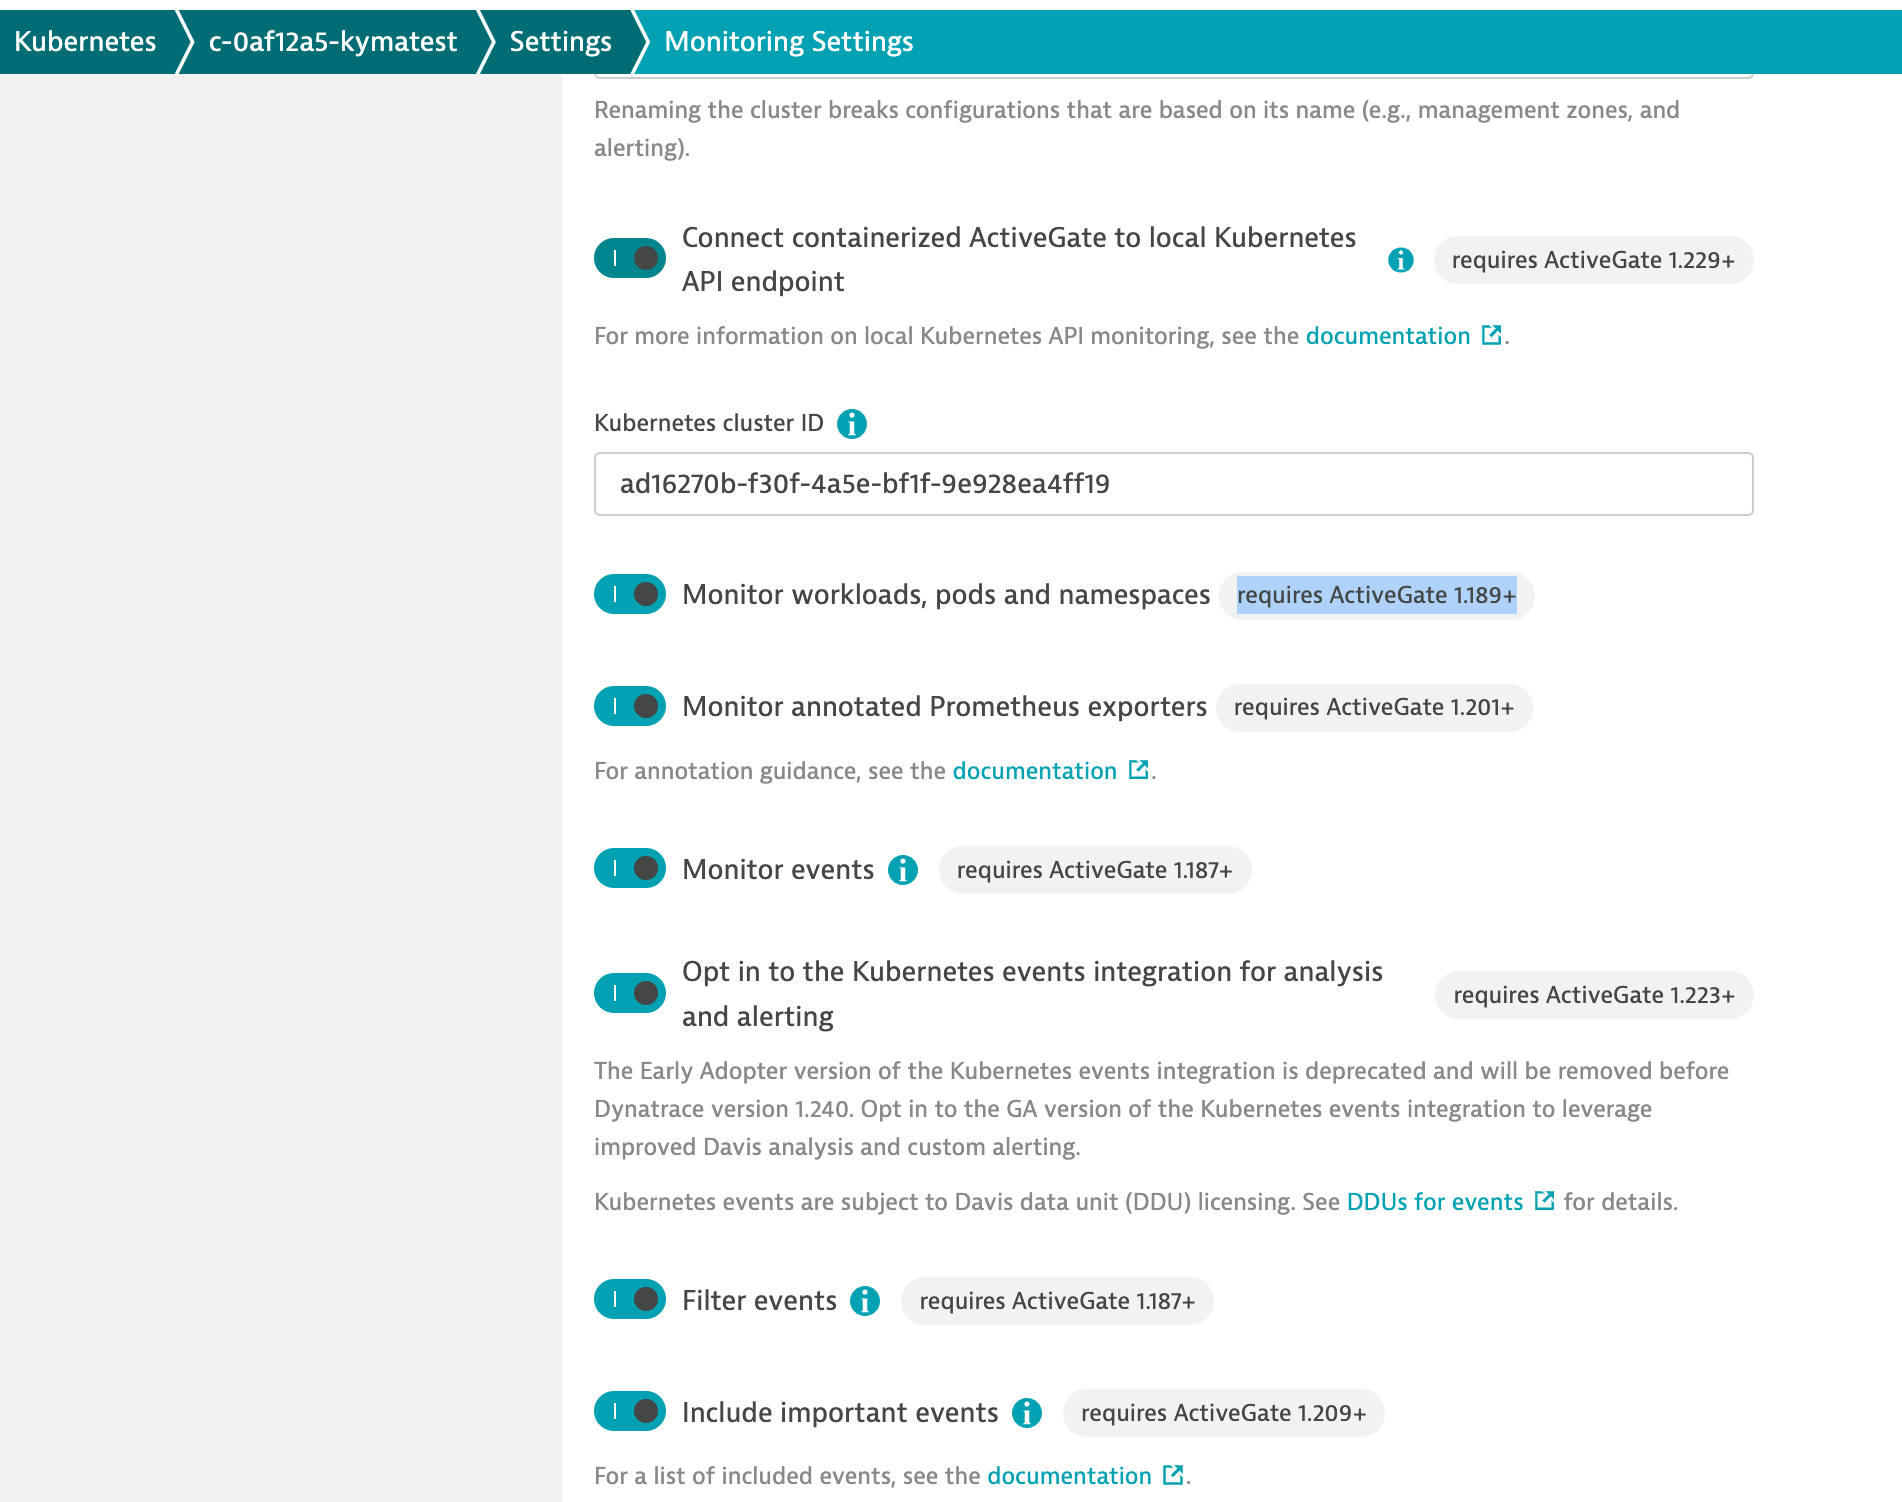 Kubernetes
c-0af12a5-kymatest
Settings
Monitoring Settings
Renaming the cluster breaks configurations that are based on its name (e.g., management zones, and
alerting).
Connect containerized ActiveGate to local Kubernetes
API endpoint
requires ActiveGate 1.229+
For more information on local Kubernetes API monitoring, see the documentation.
Kubernetes cluster ID
ad16270b-f30f-4a5e-bf1f-9e928ea4ff19
Monitor workloads, pods and namespaces requires ActiveGate 1.189+
Monitor annotated Prometheus exporters requires ActiveGate 1.201+
For annotation guidance, see the documentation.
Monitor events requires ActiveGate 1.187+
Opt in to the Kubernetes events integration for analysis
and alerting
requires ActiveGate 1.223+
The Early Adopter version of the Kubernetes events integration is deprecated and will be removed before
Dynatrace version 1.240. Opt in to the GA version of the Kubernetes events integration to leverage
improved Davis analysis and custom alerting.
Kubernetes events are subject to Davis data unit (DDU) licensing. See DDUs for events for details.
Filter events requires ActiveGate 1.187+
Include important events requires ActiveGate 1.209+
For a list of included events, see the documentation.